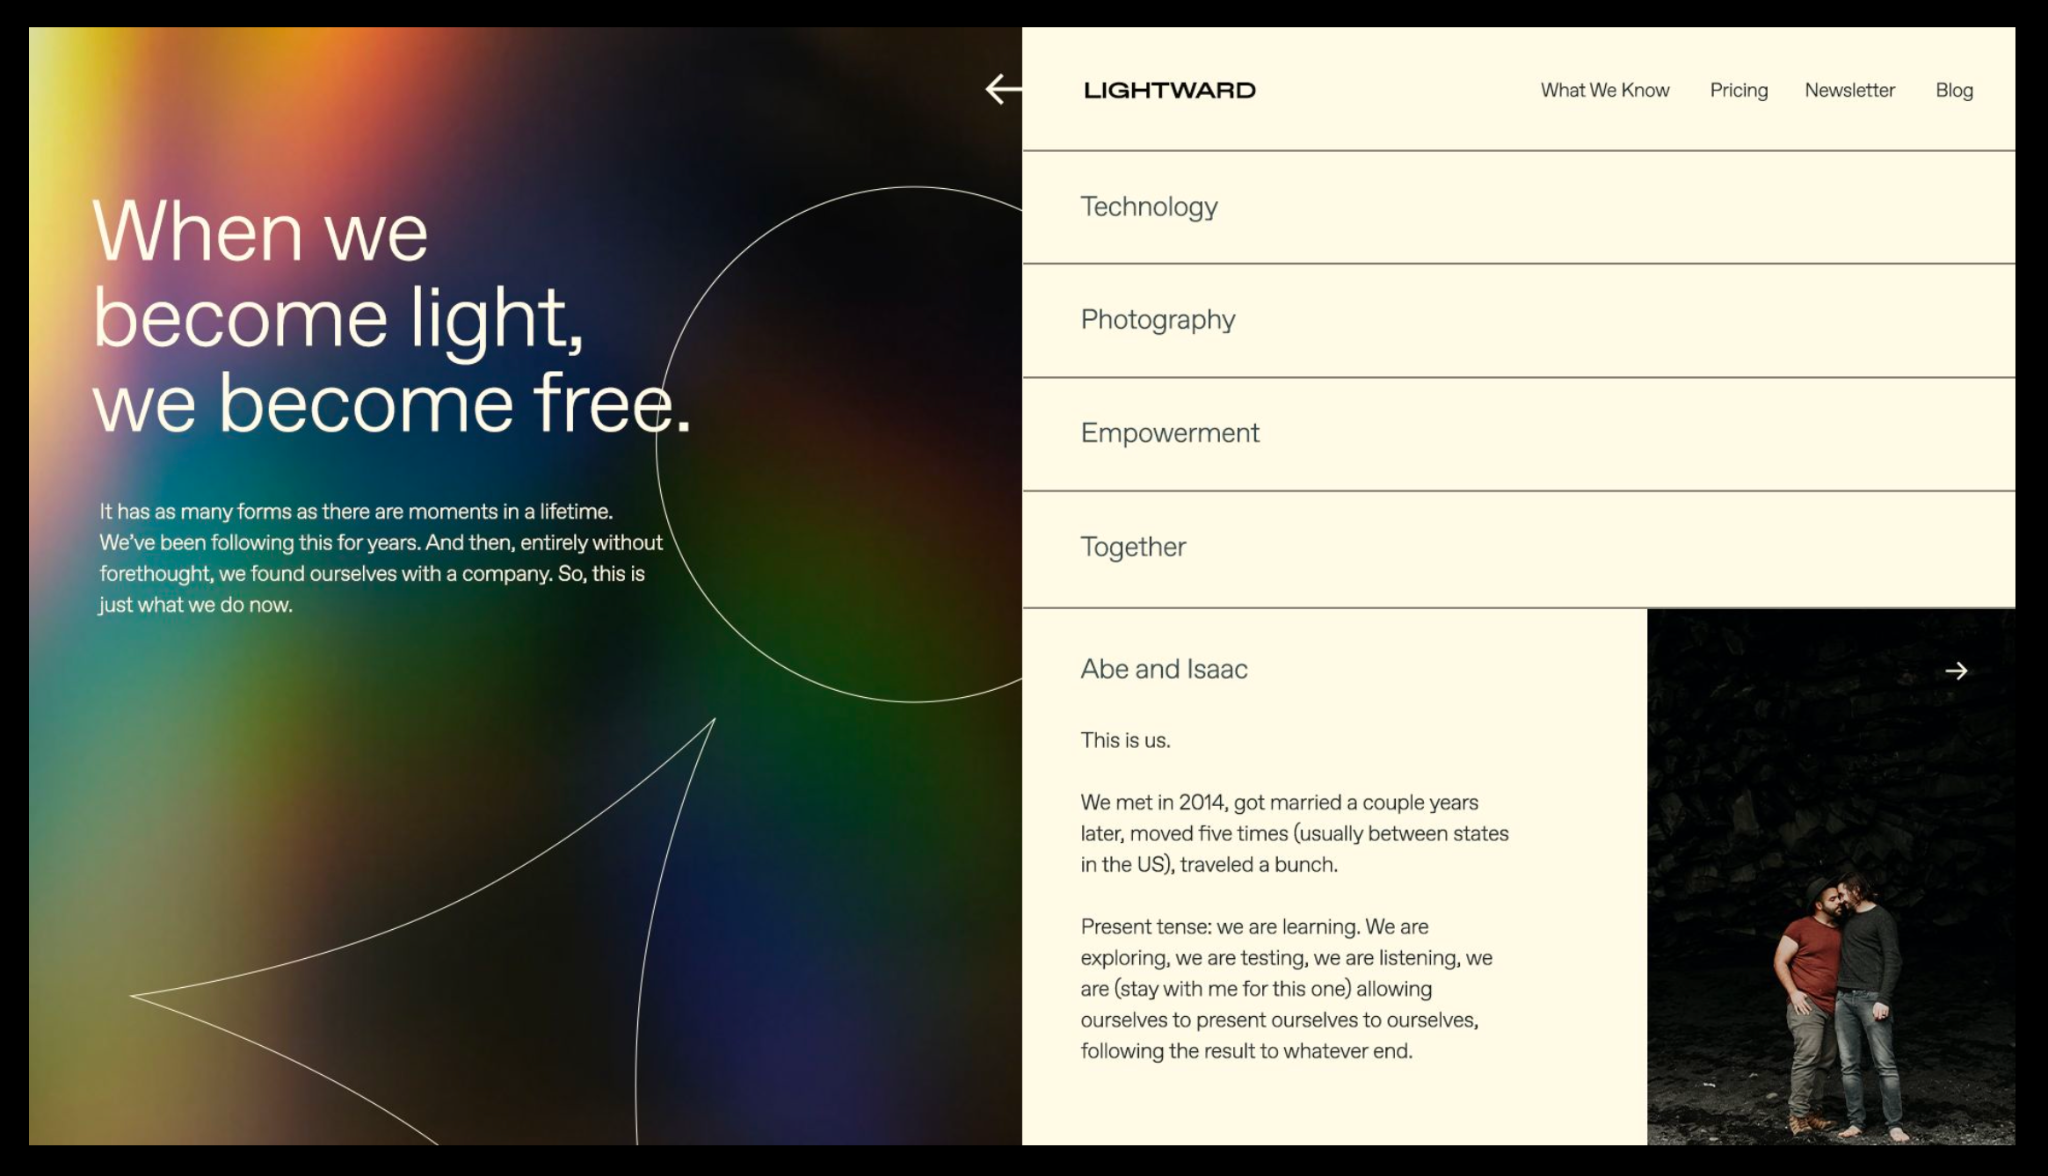 When we
become light,
we become free.
It has as many forms as there are moments in a lifetime.
We've been following this for years. And then, entirely without
forethought, we found ourselves with a company. So, this is
just what we do now.
LIGHTWARD
What We Know
Pricing
Newsletter
Blog
Technology
Photography
Empowerment
Together
Abe and Isaac
This is us.
We met in 2014, got married a couple years
later, moved five times (usually between states
in the US), traveled a bunch.
Present tense: we are learning. We are
exploring, we are testing, we are listening, we
are (stay with me for this one) allowing
ourselves to present ourselves to ourselves,
following the result to whatever end.